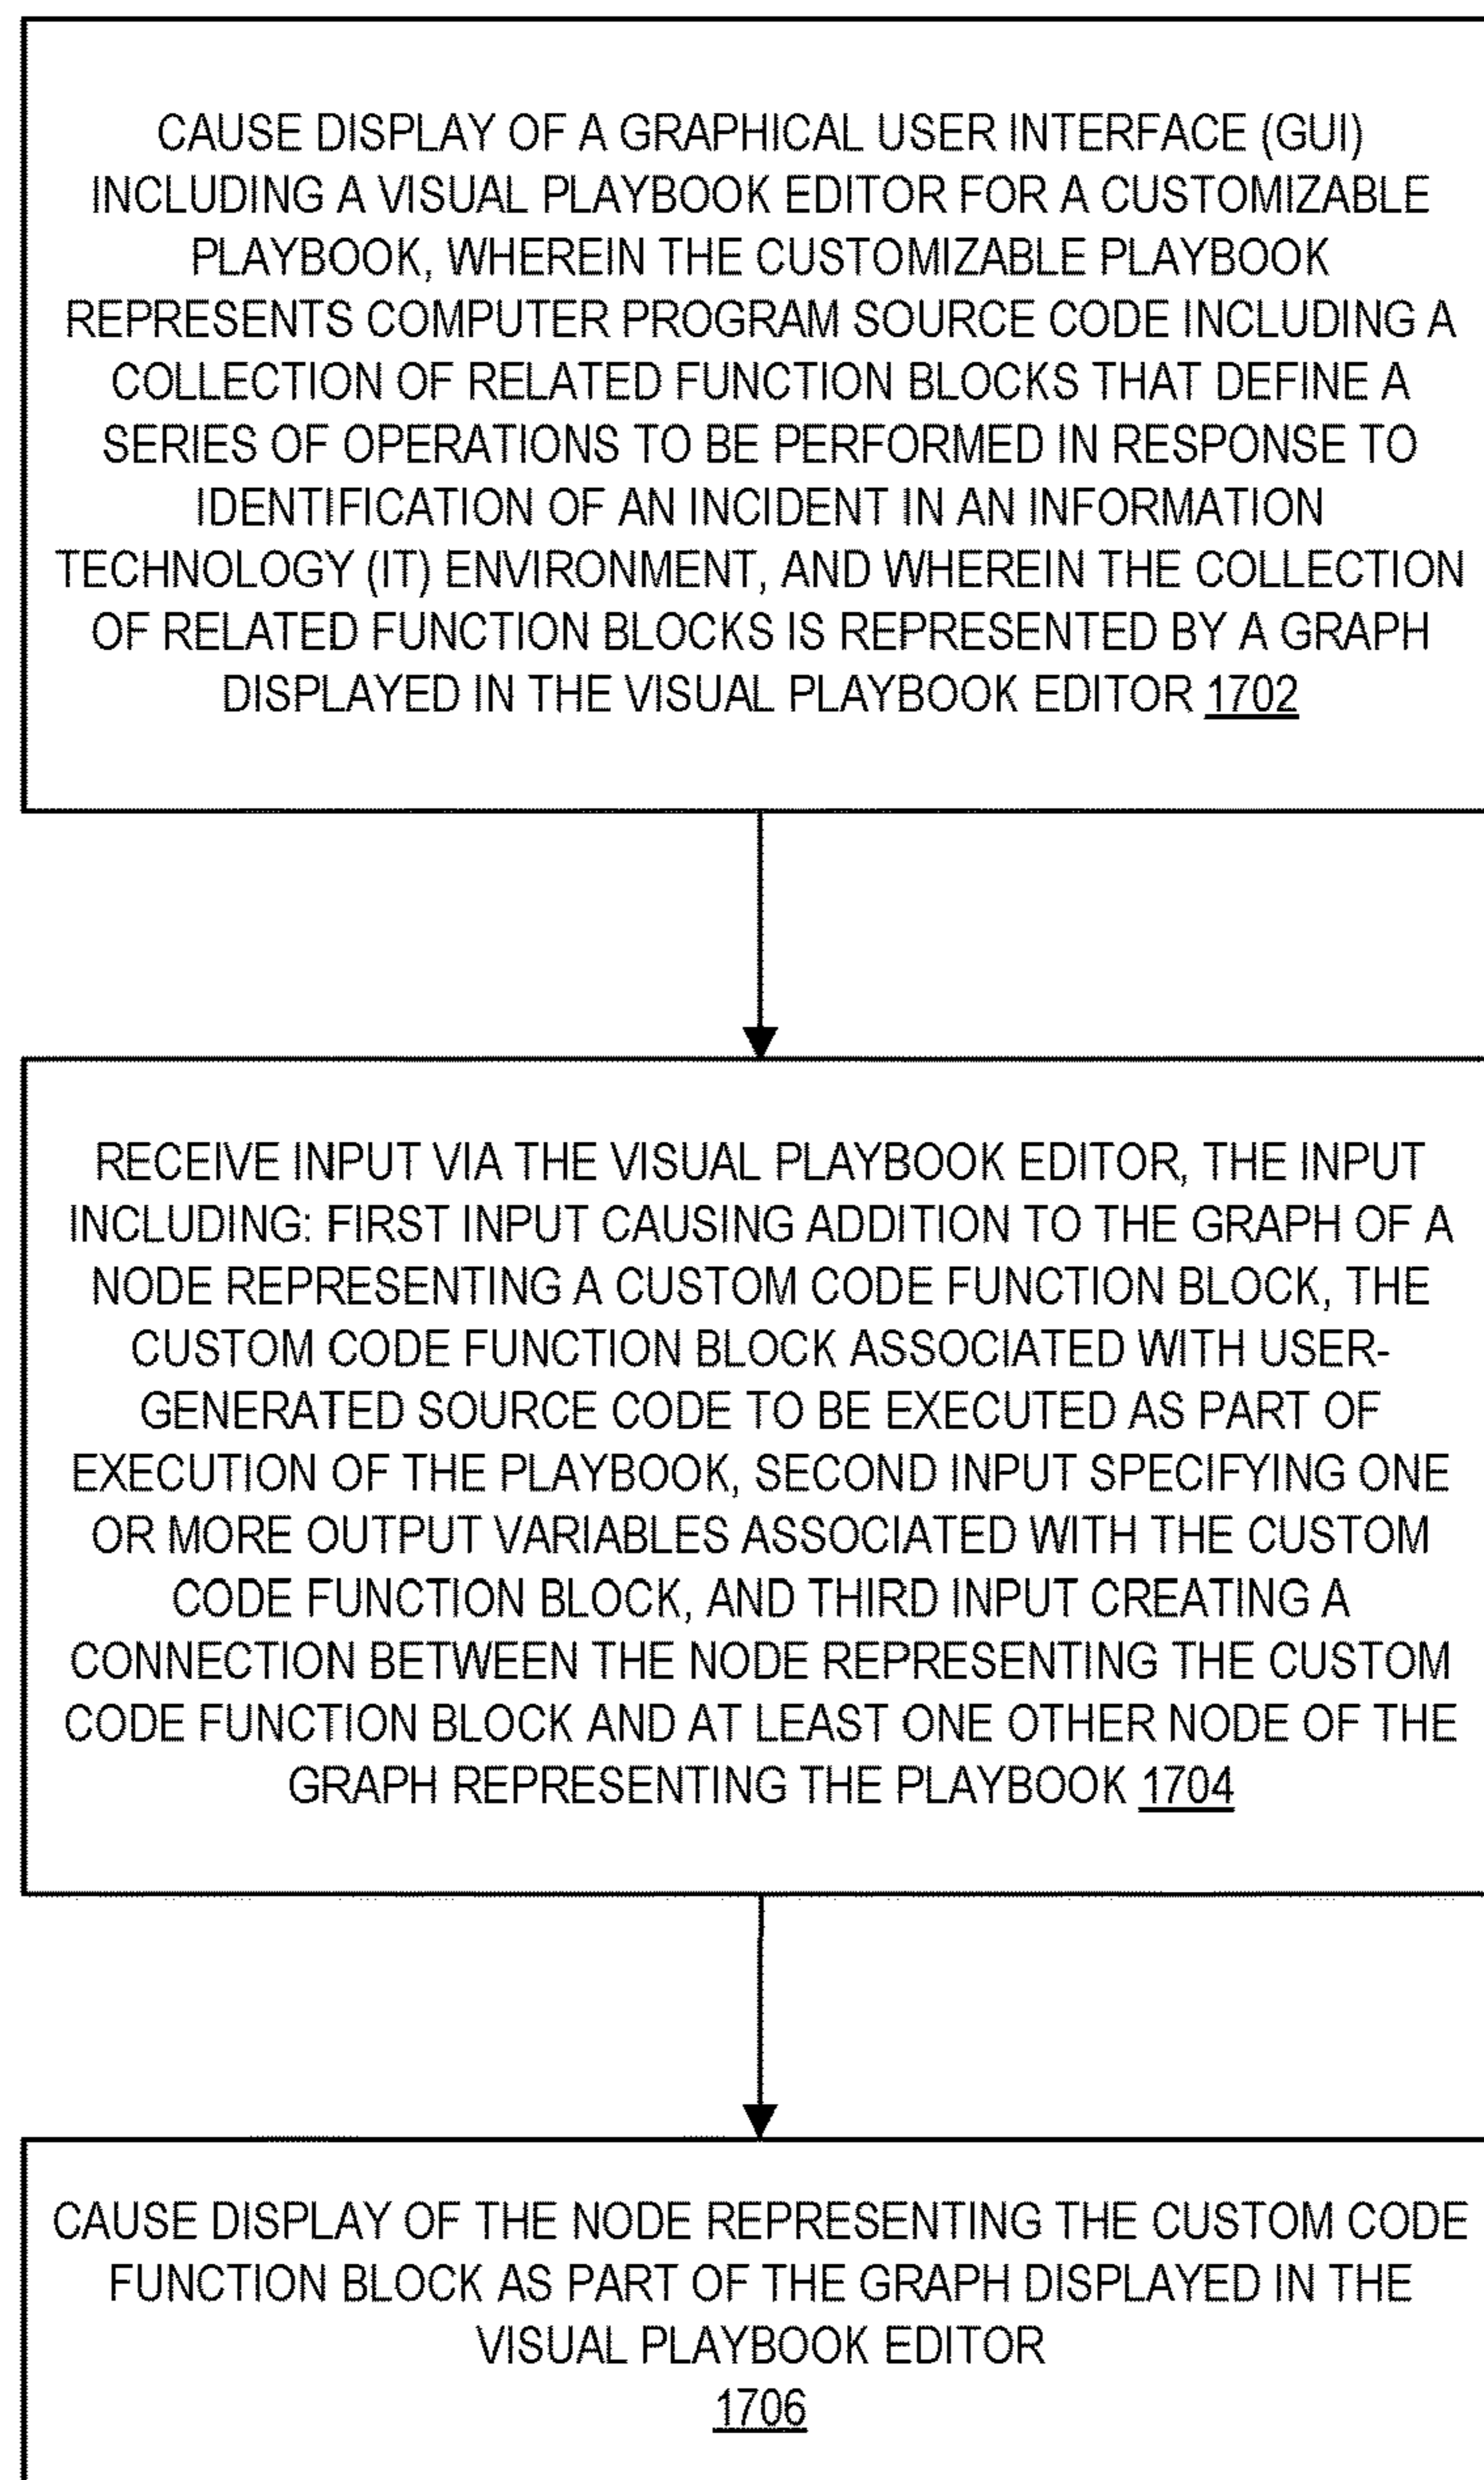 CAUSE DISPLAY OF A GRAPHICAL USER INTERFACE (GUI)
INCLUDING A VISUAL PLAYBOOK EDITOR FOR A CUSTOMIZABLE
PLAYBOOK, WHEREIN THE CUSTOMIZABLE PLAYBOOK
REPRESENTS COMPUTER PROGRAM SOURCE CODE INCLUDING A
COLLECTION OF RELATED FUNCTION BLOCKS THAT DEFINE A
SERIES OF OPERATIONS TO BE PERFORMED IN RESPONSE TO
IDENTIFICATION OF AN INCIDENT IN AN INFORMATION
TECHNOLOGY (IT) ENVIRONMENT, AND WHEREIN THE COLLECTION
OF RELATED FUNCTION BLOCKS IS REPRESENTED BY A GRAPH
DISPLAYED IN THE VISUAL PLAYBOOK EDITOR 1702
RECEIVE INPUT VIA THE VISUAL PLAYBOOK EDITOR, THE INPUT
INCLUDING: FIRST INPUT CAUSING ADDITION TO THE GRAPH OF A
NODE REPRESENTING A CUSTOM CODE FUNCTION BLOCK, THE
CUSTOM CODE FUNCTION BLOCK ASSOCIATED WITH USER-
GENERATED SOURCE CODE TO BE EXECUTED AS PART OF
EXECUTION OF THE PLAYBOOK, SECOND INPUT SPECIFYING ONE
OR MORE OUTPUT VARIABLES ASSOCIATED WITH THE CUSTOM
CODE FUNCTION BLOCK, AND THIRD INPUT CREATING A
CONNECTION BETWEEN THE NODE REPRESENTING THE CUSTOM
CODE FUNCTION BLOCK AND AT LEAST ONE OTHER NODE OF THE
GRAPH REPRESENTING THE PLAYBOOK 1704
CAUSE DISPLAY OF THE NODE REPRESENTING THE CUSTOM CODE
FUNCTION BLOCK AS PART OF THE GRAPH DISPLAYED IN THE
VISUAL PLAYBOOK EDITOR
1706